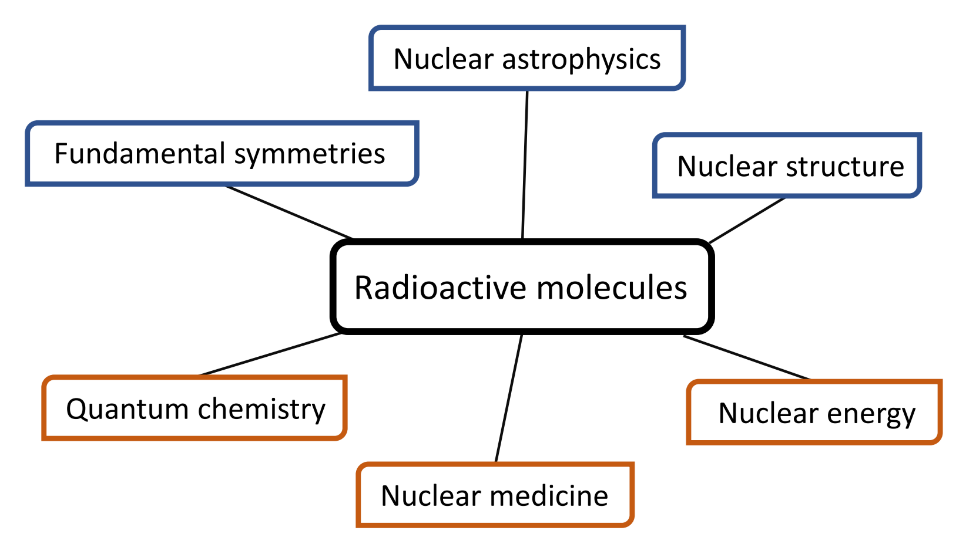 Nuclear astrophysics
Fundamental symmetries
Nuclear structure
Radioactive molecules
Quantum chemistry
Nuclear energy
Nuclear medicine